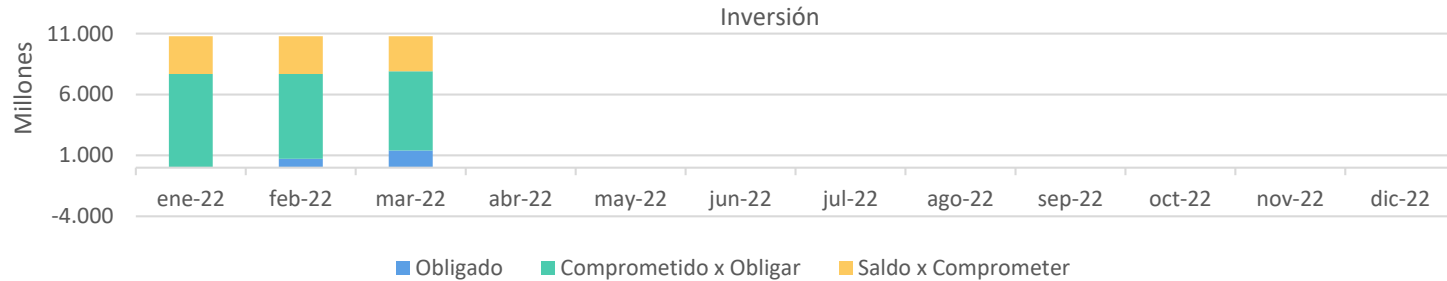 Inversión
Millones
11.000
6.000
1.000
-4.000
ene-22 feb-22 mar-22 abr-22 may-22 jun-22 jul-22 ago-22 sep-22 oct-22 nov-22 dic-22
Obligado Comprometido x Obligar Saldo x Comprometer